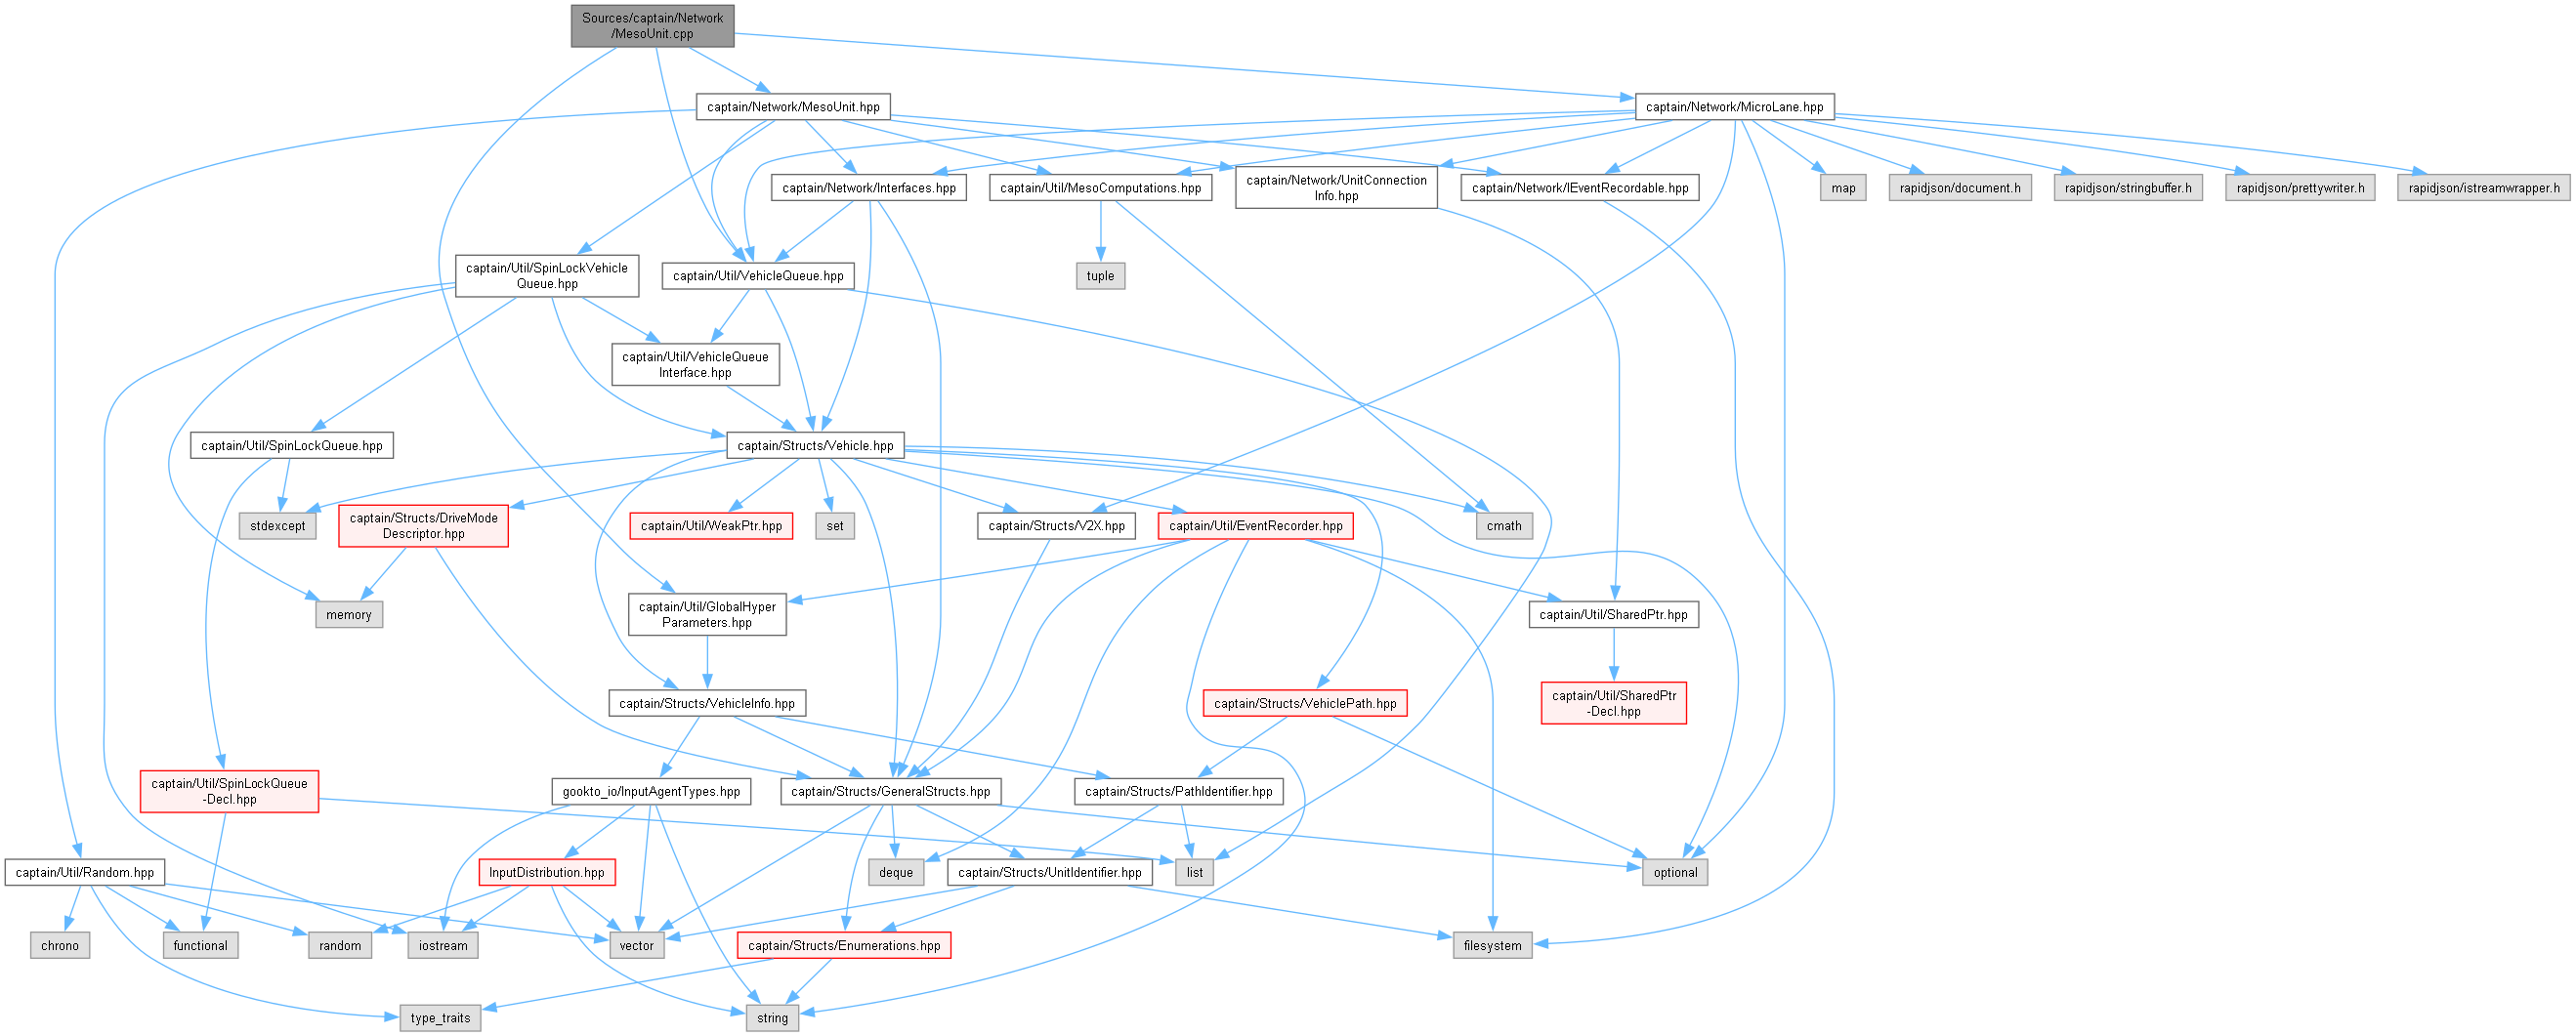 Sources/captain/Network
/MesoUnit.cpp
captain/Network/MesoUnit.hpp
captain/Network/MicroLane.hpp
captain/Network/Interfaces.hpp
captain/Util/MesoComputations.hpp
captain/Network/UnitConnection
Info.hpp
captain/Network/IEventRecordable.hpp
map
rapidjson/document.h
rapidjson/stringbuffer.h
rapidjson/prettywriter.h
rapidjson/istreamwrapper.h
captain/Util/SpinLockVehicle
Queue.hpp
captain/Util/VehicleQueue.hpp
tuple
captain/Util/VehicleQueue
Interface.hpp
captain/Util/SpinLockQueue.hpp
captain/Structs/Vehicle.hpp
stdexcept
captain/Structs/DriveMode
Descriptor.hpp
captain/Util/WeakPtr.hpp
set
captain/Structs/V2X.hpp
captain/Util/EventRecorder.hpp
cmath
memory
captain/Util/GlobalHyper
Parameters.hpp
captain/Util/SharedPtr.hpp
captain/Structs/VehicleInfo.hpp
captain/Structs/VehiclePath.hpp
captain/Util/SharedPtr
-Decl.hpp
captain/Util/SpinLockQueue
-Decl.hpp
gookto_io/InputAgentTypes.hpp
captain/Structs/GeneralStructs.hpp
captain/Structs/PathIdentifier.hpp
captain/Util/Random.hpp
InputDistribution.hpp
deque
captain/Structs/UnitIdentifier.hpp
list
optional
chrono
functional
random
iostream
vector
captain/Structs/Enumerations.hpp
filesystem
type_traits
string